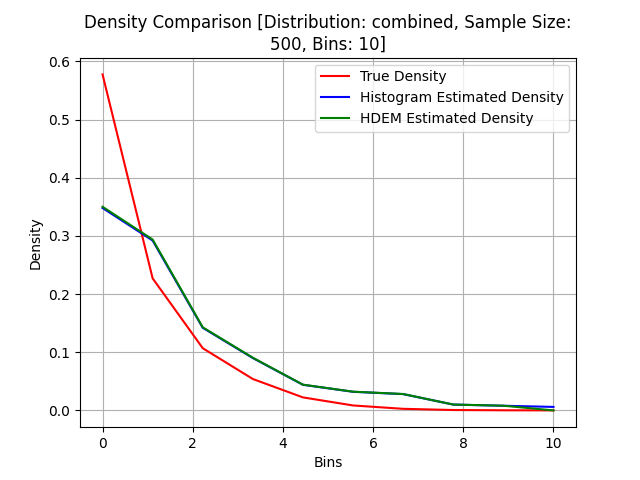 Density Comparison [Distribution: combined, Sample Size:
500, Bins: 10]
True Density
Histogram Estimated Density
HDEM Estimated Density
Density
0.6
0.5
0.4
0.3
0.2
0.1
0.0
0 2 4 6 8 10
Bins